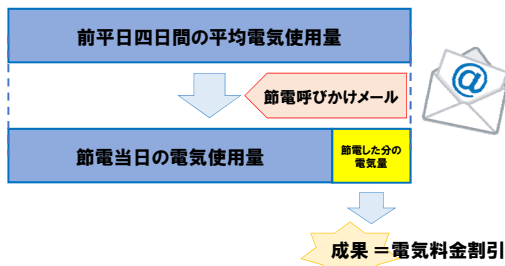 前平日四日間の平均電気使用量
節電呼びかけメール
@
節電当日の電気使用量
節電した分の
電気量
成果＝電気料金割引